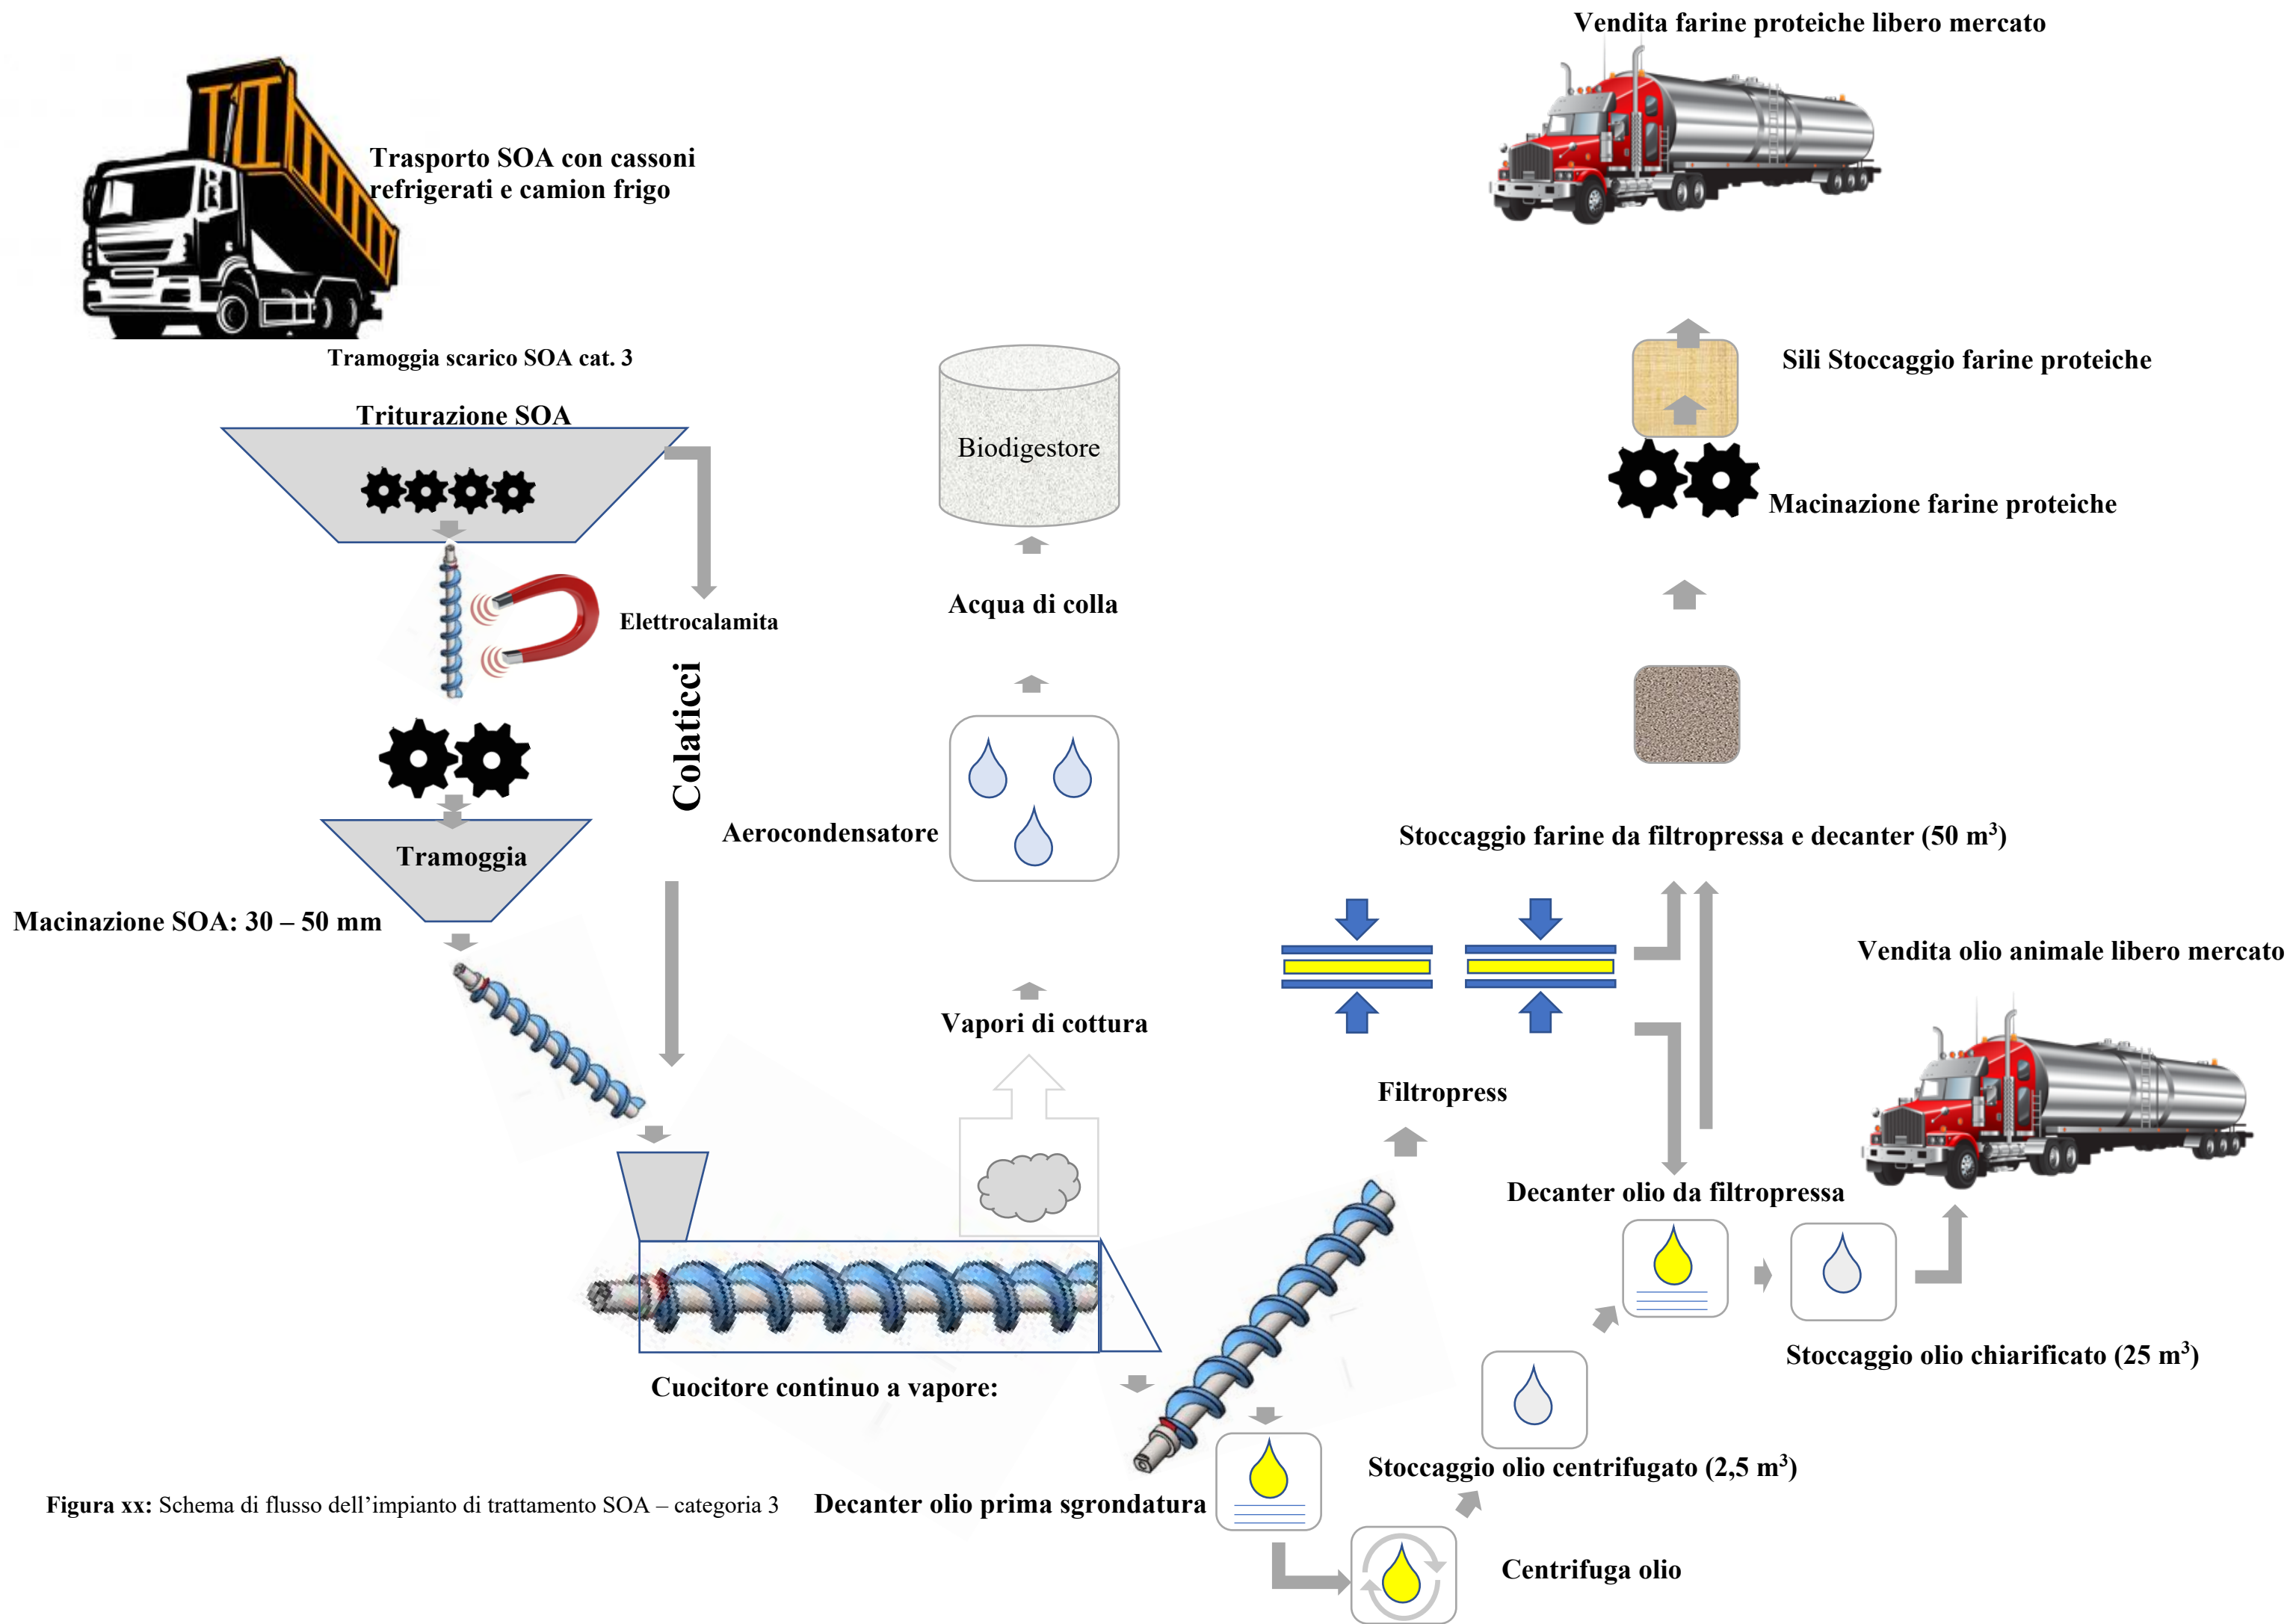 Vendita farine proteiche libero mercato
Trasporto SOA con cassoni
refrigerati e camion frigo
Tramoggia scarico SOA cat. 3
Triturazione SOA
Sili Stoccaggio farine proteiche
Biodigestore
Macinazione farine proteiche
Acqua di colla
Elettrocalamita
Colaticci
Aerocondensatore
Stoccaggio farine da filtropressa e decanter (50 m³)
Tramoggia
Macinazione SOA: 30 – 50 mm
Vendita olio animale libero mercato
Vapori di cottura
Filtropress
Decanter olio da filtropressa
Stoccaggio olio chiarificato (25 m³)
Cuocitore continuo a vapore:
Stoccaggio olio centrifugato (2,5 m³)
Figura xx: Schema di flusso dell’impianto di trattamento SOA – categoria 3
Decanter olio prima sgrondatura
Centrifuga olio